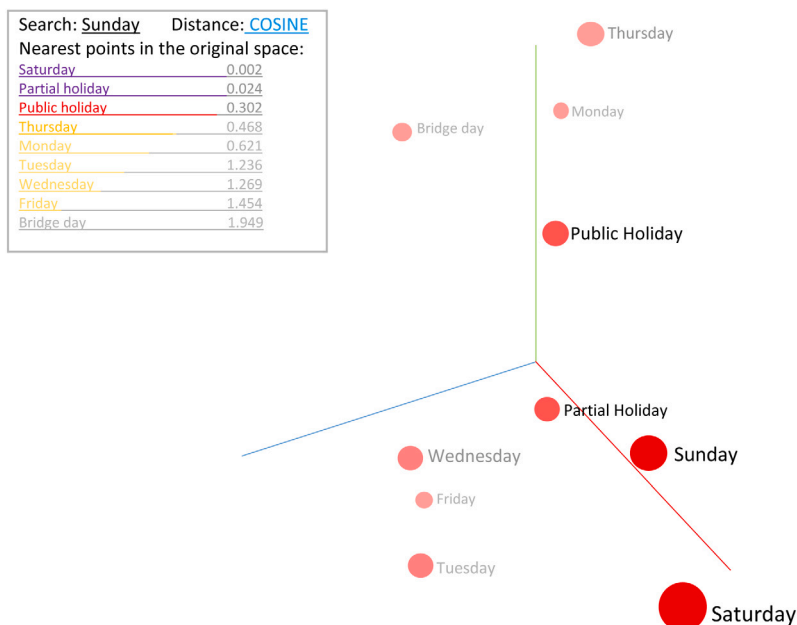 Search: Sunday Distance: COSINE
Nearest points in the original space:
Saturday 0.002
Partial holiday 0.024
Public holiday 0.302
Thursday 0.468
Monday 0.621
Tuesday 1.236
Wednesday 1.269
Friday 1.454
Bridge day 1.949
Thursday
Monday
Bridge day
Public Holiday
Partial Holiday
Sunday
Wednesday
Friday
Tuesday
Saturday